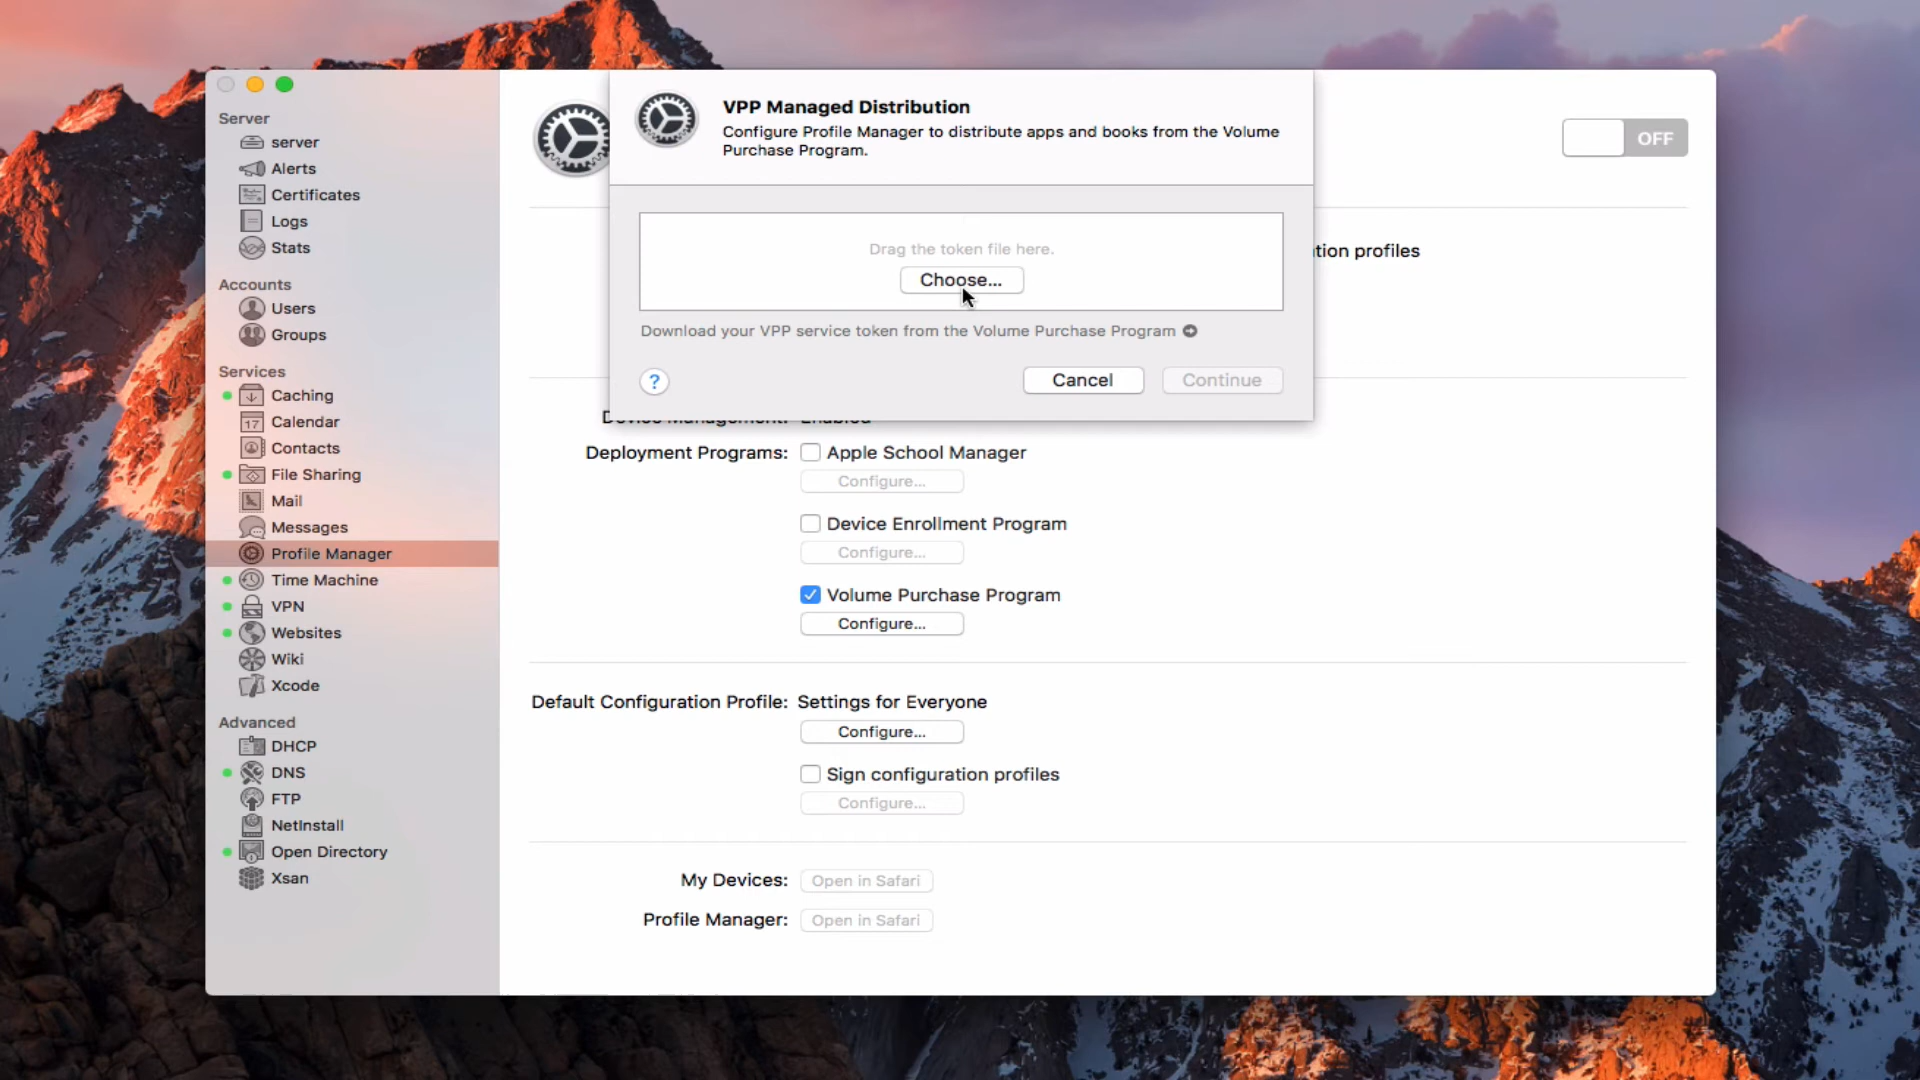 Server
server
Alerts
Certificates
Logs
Stats
Accounts
Users
Groups
Services
Caching
17 Calendar
Contacts
File Sharing
Mail
Messages
Profile Manager
Time Machine
VPN
Websites
Wiki
Xcode
Advanced
DHCP
DNS
FTP
NetInstall
Open Directory
Xsan
VPP Managed Distribution
Configure Profile Manager to distribute apps and books from the Volume
Purchase Program.
OFF
Drag the token file here.
Choose...
tion profiles
Download your VPP service token from the Volume Purchase Program
?
Cancel
Continue
Device Management: Enabled
Deployment Programs:
Apple School Manager
Configure...
Device Enrollment Program
Configure...
Volume Purchase Program
Configure...
Default Configuration Profile: Settings for Everyone
Configure...
Sign configuration profiles
Configure...
My Devices: Open in Safari
Profile Manager: Open in Safari